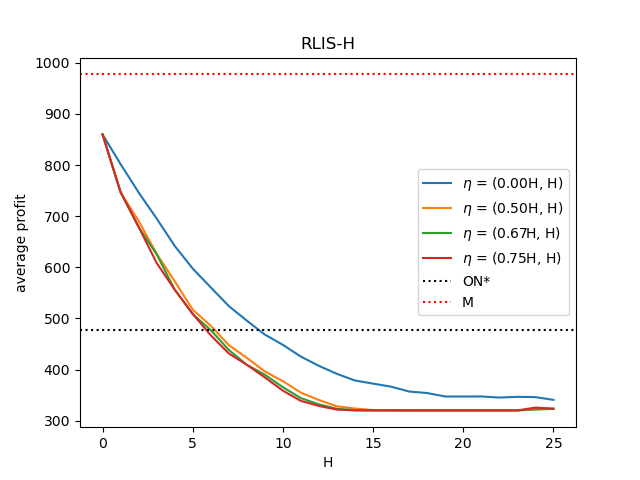 RLIS-H
1000
900
800
700
600
500
400
300
average profit
η = (0.00H, H)
η = (0.50H, H)
η = (0.67H, H)
η = (0.75H, H)
ON*
M
0 5 10 15 20 25
H